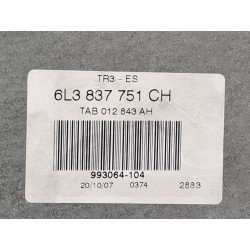 TR3-ES
6L3 837 751 CH
TAB 012 843 AH
993064-104
20/10/07 0374 2883